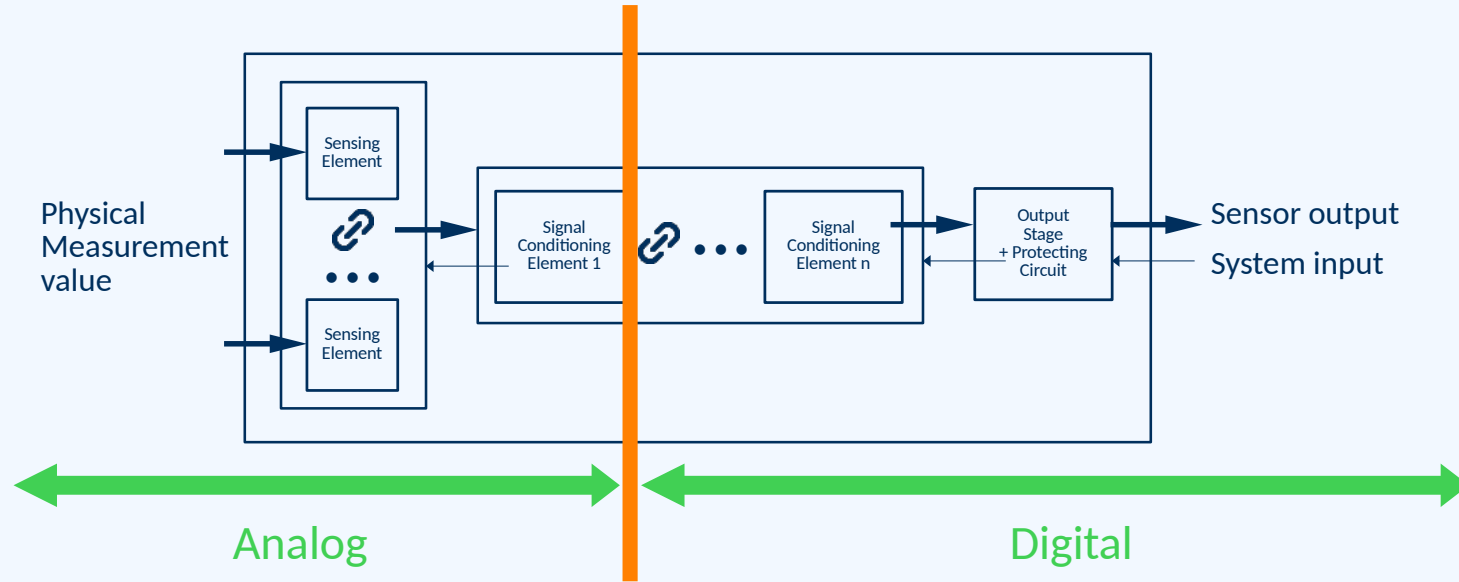 Physical
Measurement
value
Sensing
Element
Sensing
Element
Signal
Conditioning
Element 1
Signal
Conditioning
Element n
Output
Stage
+ Protecting
Circuit
Sensor output
System input
Analog
Digital